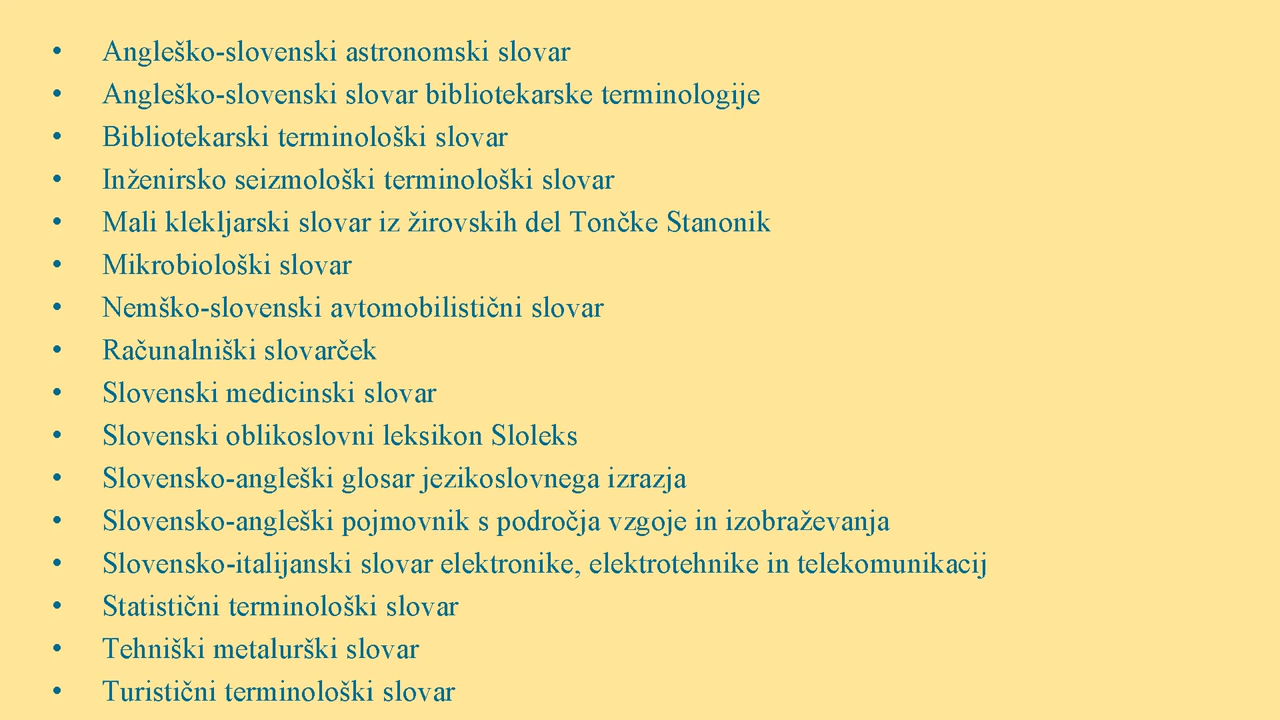 • Angleško-slovenski astronomski slovar
• Angleško-slovenski slovar bibliotekarske terminologije
• Bibliotekarski terminološki slovar
• Inženirsko seizmološki terminološki slovar
• Mali klekljarski slovar iz žirovskih del Tončke Stanonik
• Mikrobiološki slovar
• Nemško-slovenski avtomobilistični slovar
• Računalniški slovarček
• Slovenski medicinski slovar
• Slovenski oblikoslovni leksikon Sloleks
• Slovensko-angleški glosar jezikoslovnega izrazja
• Slovensko-angleški pojmovnik s področja vzgoje in izobraževanja
• Slovensko-italijanski slovar elektronike, elektrotehnike in telekomunikacij
• Statistični terminološki slovar
• Tehniški metalurški slovar
• Turistični terminološki slovar